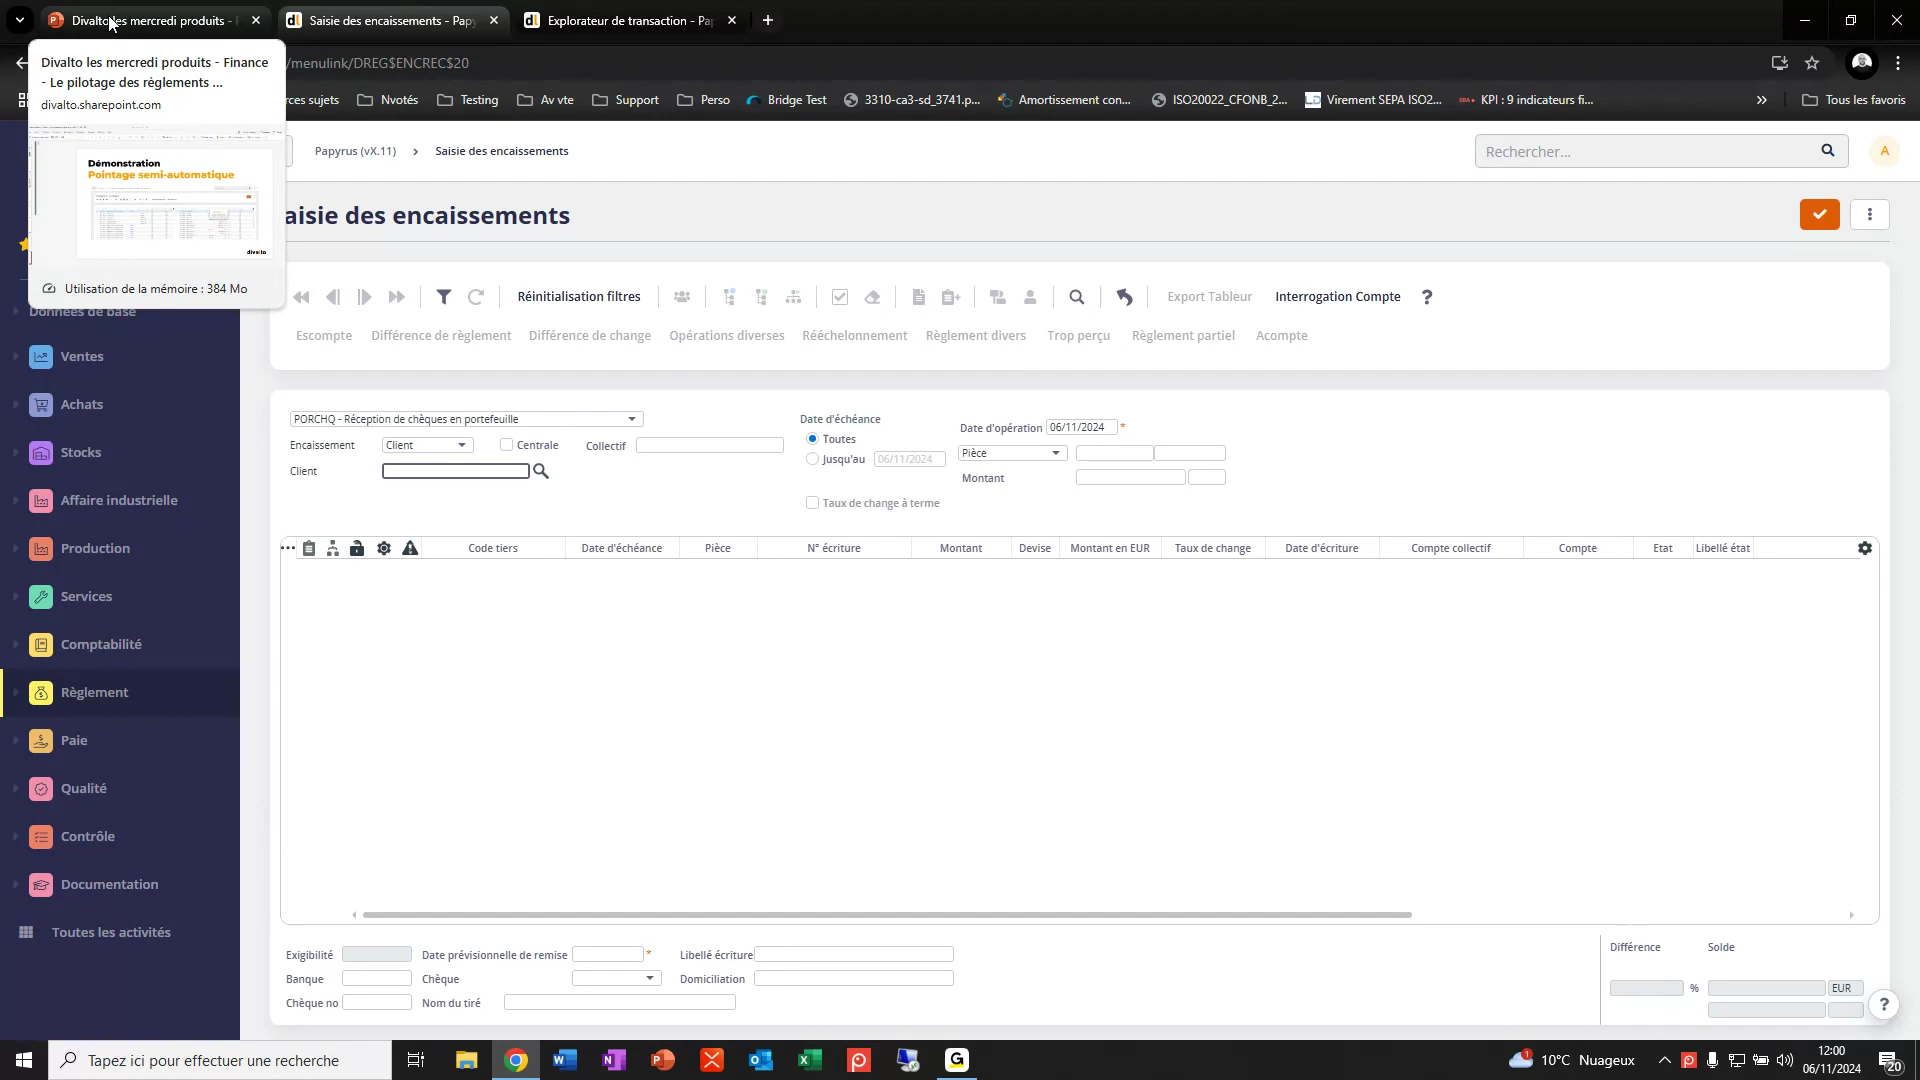 Divalto les mercredi produits -
Saisie des encaissements - Papy
Explorateur de transaction - Pap
Divalto les mercredi produits - Finance
- Le pilotage des règlements ...
divalto.sharepoint.com
/menulink/DREG$ENCREC$20
rces sujets
Nvotés
Testing
Av vte
Support
Perso
Bridge Test
3310-ca3-sd_3741.p...
Amortissement con...
ISO20022_CFONB_2...
Virement SEPA ISO2...
KPI : 9 indicateurs fi...
Tous les favoris
Démonstration
Pointage semi-automatique
divalto
Utilisation de la mémoire : 384 Mo
Papyrus (vX.11) > Saisie des encaissements
Rechercher...
A
aisie des encaissements
Réinitialisation filtres
Export Tableur
Interrogation Compte
?
Escompte
Différence de règlement
Différence de change
Opérations diverses
Rééchelonnement
Règlement divers
Trop perçu
Règlement partiel
Acompte
Données de base
Ventes
Achats
Stocks
Affaire industrielle
Production
Services
Comptabilité
Règlement
Paie
Qualité
Contrôle
Documentation
Toutes les activités
PORCHQ - Réception de chèques en portefeuille
Encaissement
Client
Centrale
Collectif
Client
Date d'échéance
Toutes
Jusqu'au
06/11/2024
Taux de change à terme
Date d'opération
06/11/2024
*
Pièce
Montant
Code tiers
Date d'échéance
Pièce
N° écriture
Montant
Devise
Montant en EUR
Taux de change
Date d'écriture
Compte collectif
Compte
Etat
Libellé état
Exigibilité
Date prévisionnelle de remise
*
Libellé écriture
Banque
Chèque
Domiciliation
Chèque no
Nom du tiré
Différence
Solde
%
EUR
?
Tapez ici pour effectuer une recherche
1
10°C Nuageux
12:00
06/11/2024
20